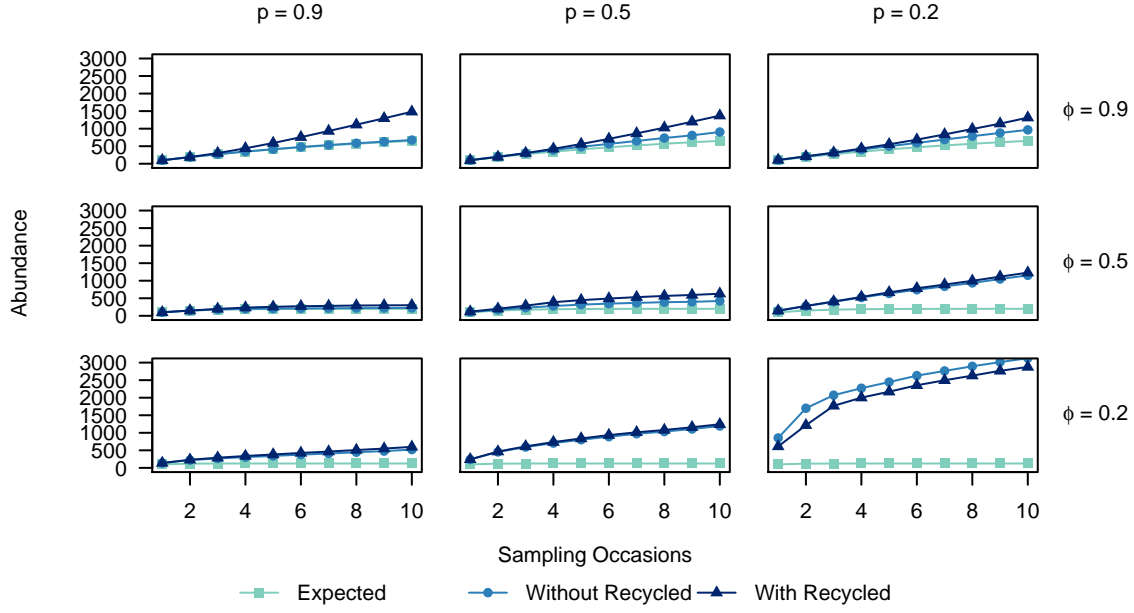 p = 0.9 p = 0.5 p = 0.2
3000
2500
2000
1500
1000
500
0
ϕ = 0.9
3000
2500
2000
1500
1000
500
0
ϕ = 0.5
3000
2500
2000
1500
1000
500
0
ϕ = 0.2
Abundance
2 4 6 8 10 2 4 6 8 10 2 4 6 8 10
Sampling Occasions
Expected Without Recycled With Recycled